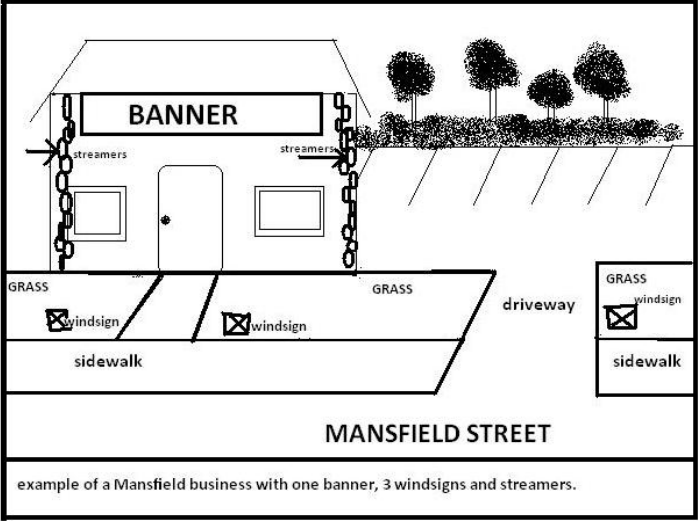 BANNER
streamers
streamers
GRASS
GRASS
GRASS
windsign
windsign
windsign
driveway
sidewalk
sidewalk
MANSFIELD STREET
example of a Mansfield business with one banner, 3 windsigns and streamers.